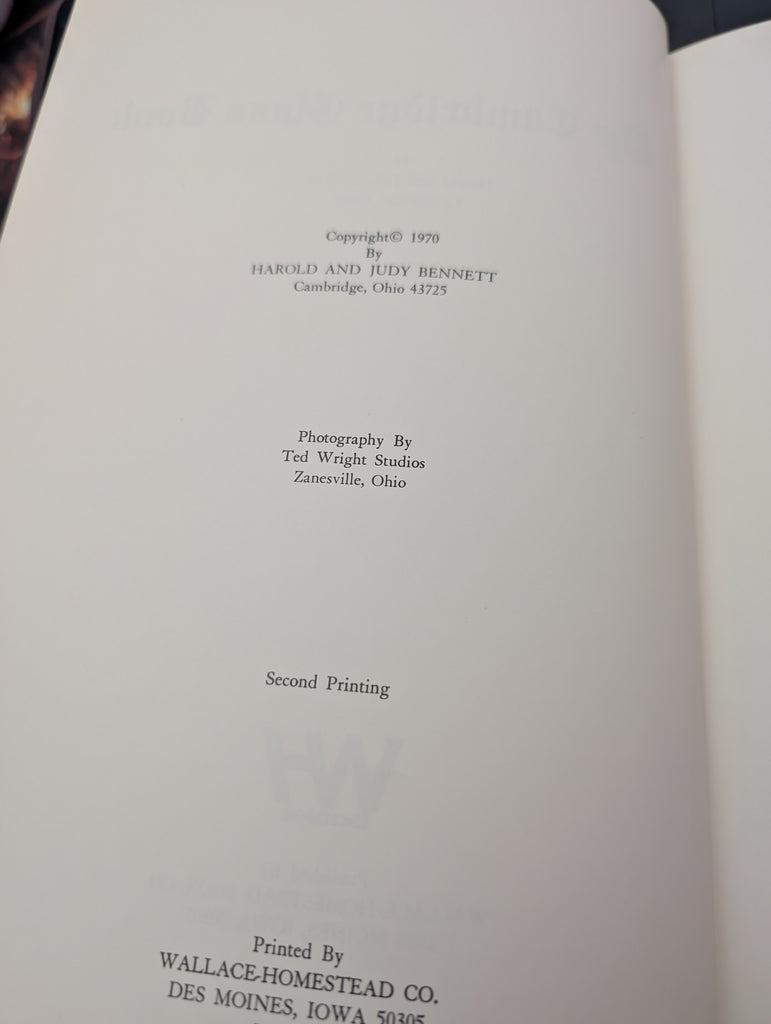 Copyright© 1970
By
HAROLD AND JUDY BENNETT
Cambridge, Ohio 43725
Photography By
Ted Wright Studios
Zanesville, Ohio
Second Printing
Printed By
WALLACE-HOMESTEAD CO.
DES MOINES, IOWA 50305